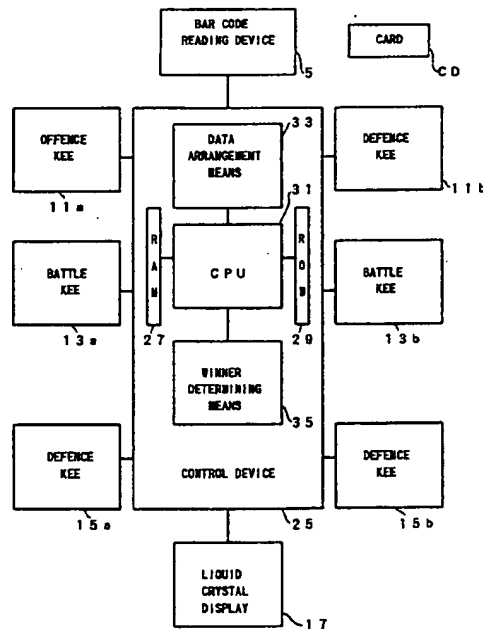 BAR CODE
READING DEVICE
5
CARD
CD
OFFENCE
KEE
11a
DATA
ARRANGEMENT
MEANS
33
DEFENCE
KEE
11b
31
RAM
27
CPU
ROM
29
BATTLE
KEE
13a
BATTLE
KEE
13b
WINNER
DETERMINING
MEANS
35
DEFENCE
KEE
15a
CONTROL DEVICE
25
DEFENCE
KEE
15b
LIQUID
CRYSTAL
DISPLAY
17